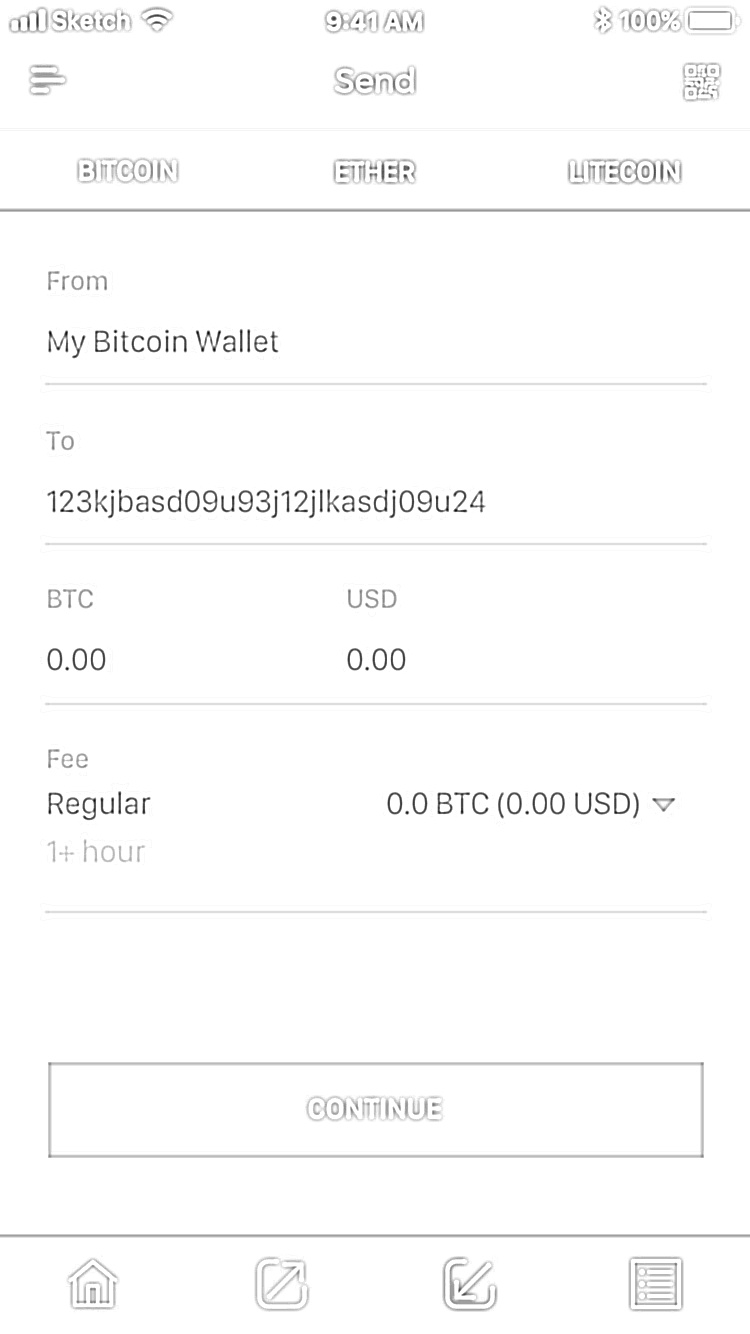 Sketch 9:41 AM 100%
Send
BITCOIN ETHER LITECOIN
From
My Bitcoin Wallet
To
123kjbasd09u93j12jlkasdj09u24
BTC USD
0.00 0.00
Fee
Regular 0.0 BTC (0.00 USD)
1+ hour
CONTINUE